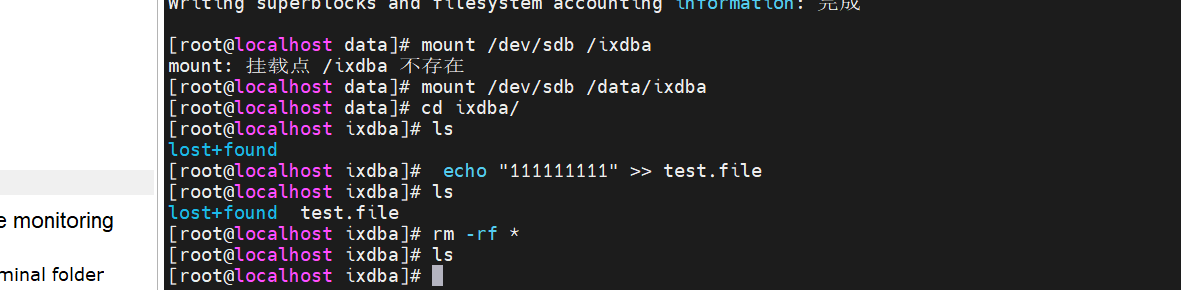 Writing superblocks and filesystem accounting information: 完成
[root@localhost data]# mount /dev/sdb /ixdba
mount: 挂载点 /ixdba 不存在
[root@localhost data]# mount /dev/sdb /data/ixdba
[root@localhost data]# cd ixdba/
[root@localhost ixdba]# ls
lost+found
[root@localhost ixdba]#  echo "111111111" >> test.file
[root@localhost ixdba]# ls
lost+found  test.file
[root@localhost ixdba]# rm -rf *
[root@localhost ixdba]# ls
[root@localhost ixdba]#
e monitoring
minal folder